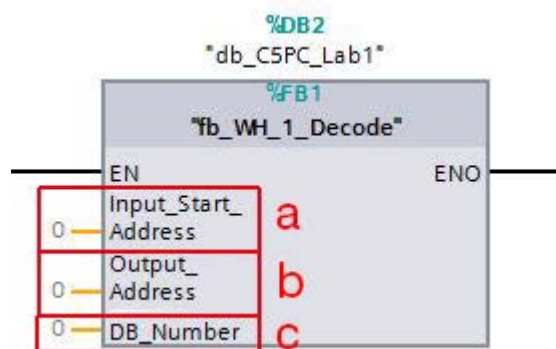 %DB2
"db_C5PC_Lab1"
%FB1
"fb_WH_1_Decode"
EN ENO
Input_Start_
0 Address a
Output_
0 Address b
0 DB_Number c